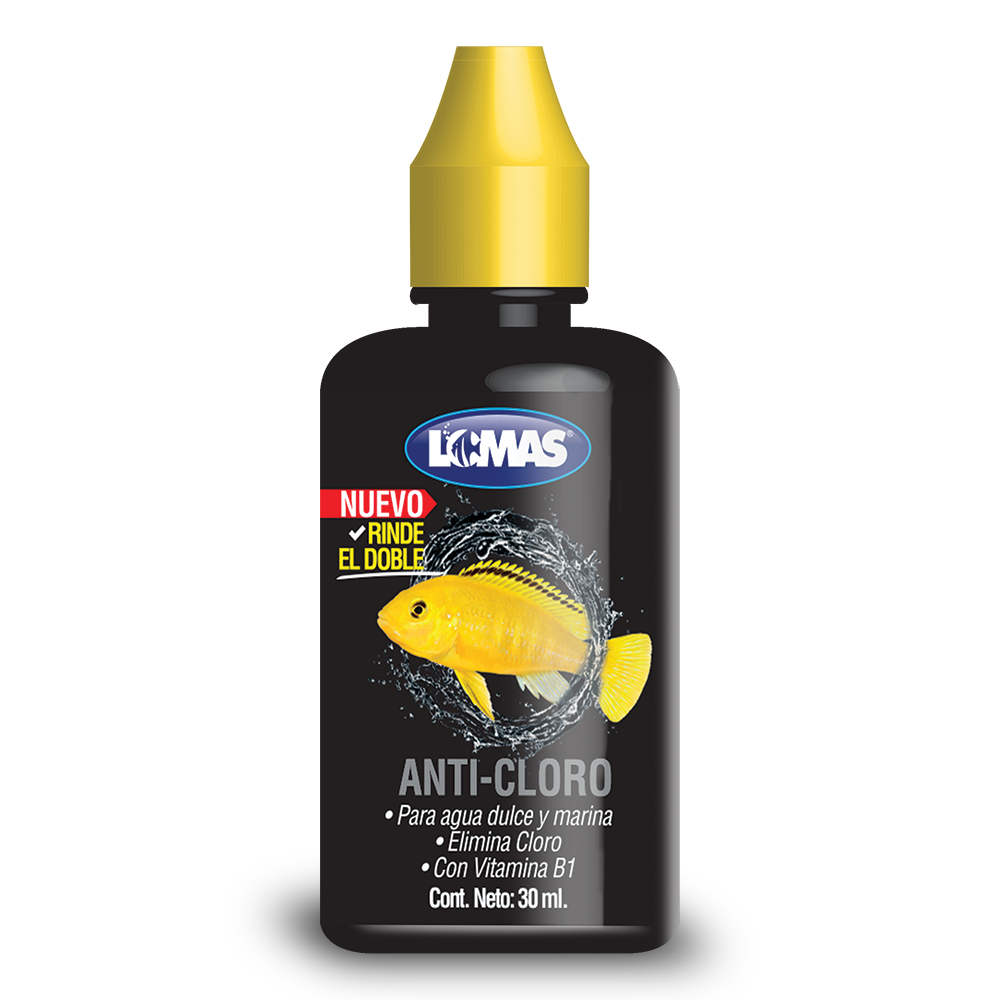 LOMAS®
NUEVO
RINDE
EL DOBLE
ANTI-CLORO
• Para agua dulce y marina
• Elimina Cloro
• Con Vitamina B1
Cont. Neto: 30 ml.